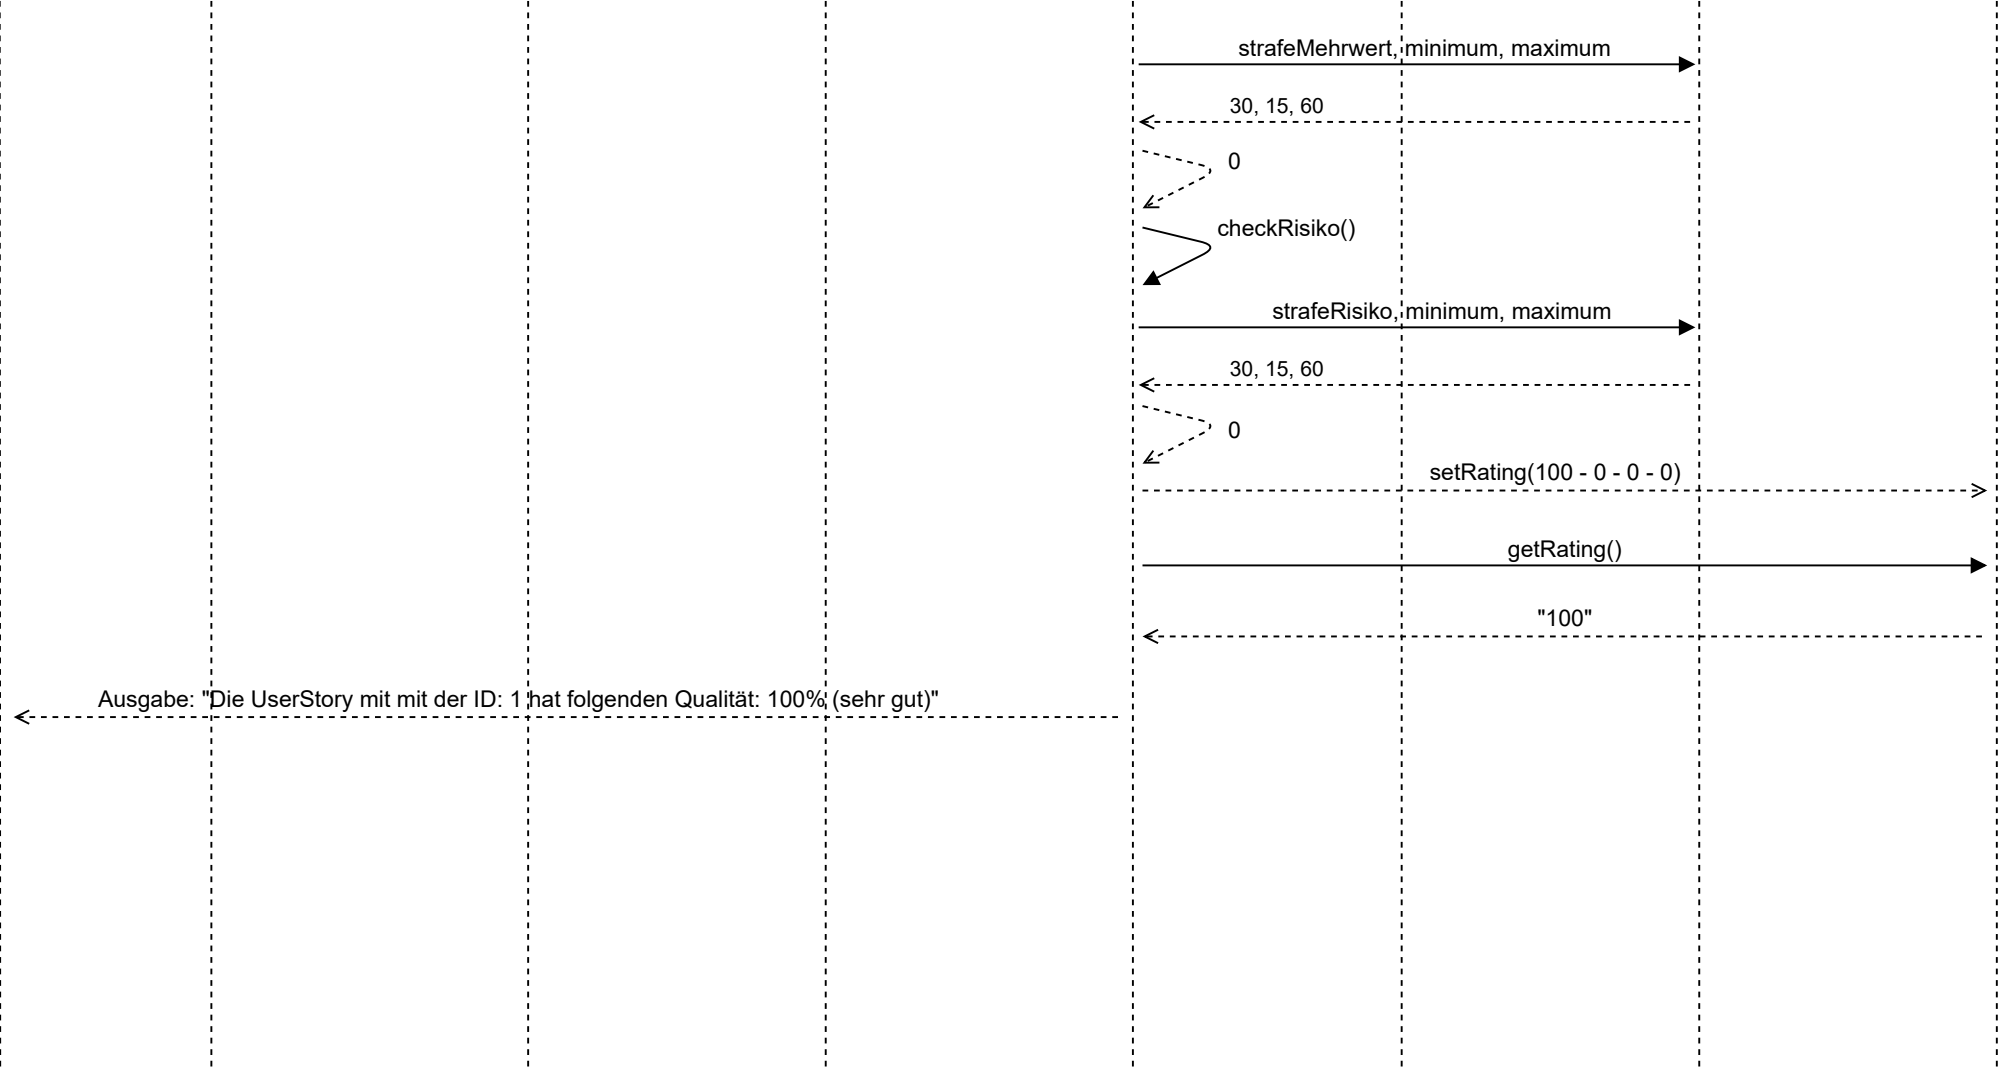 strafeMehrwert, minimum, maximum
30, 15, 60
0
checkRisiko()
strafeRisiko, minimum, maximum
30, 15, 60
0
setRating(100 - 0 - 0 - 0)
getRating()
"100"
Ausgabe: "Die UserStory mit mit der ID: 1 hat folgenden Qualität: 100% (sehr gut)"